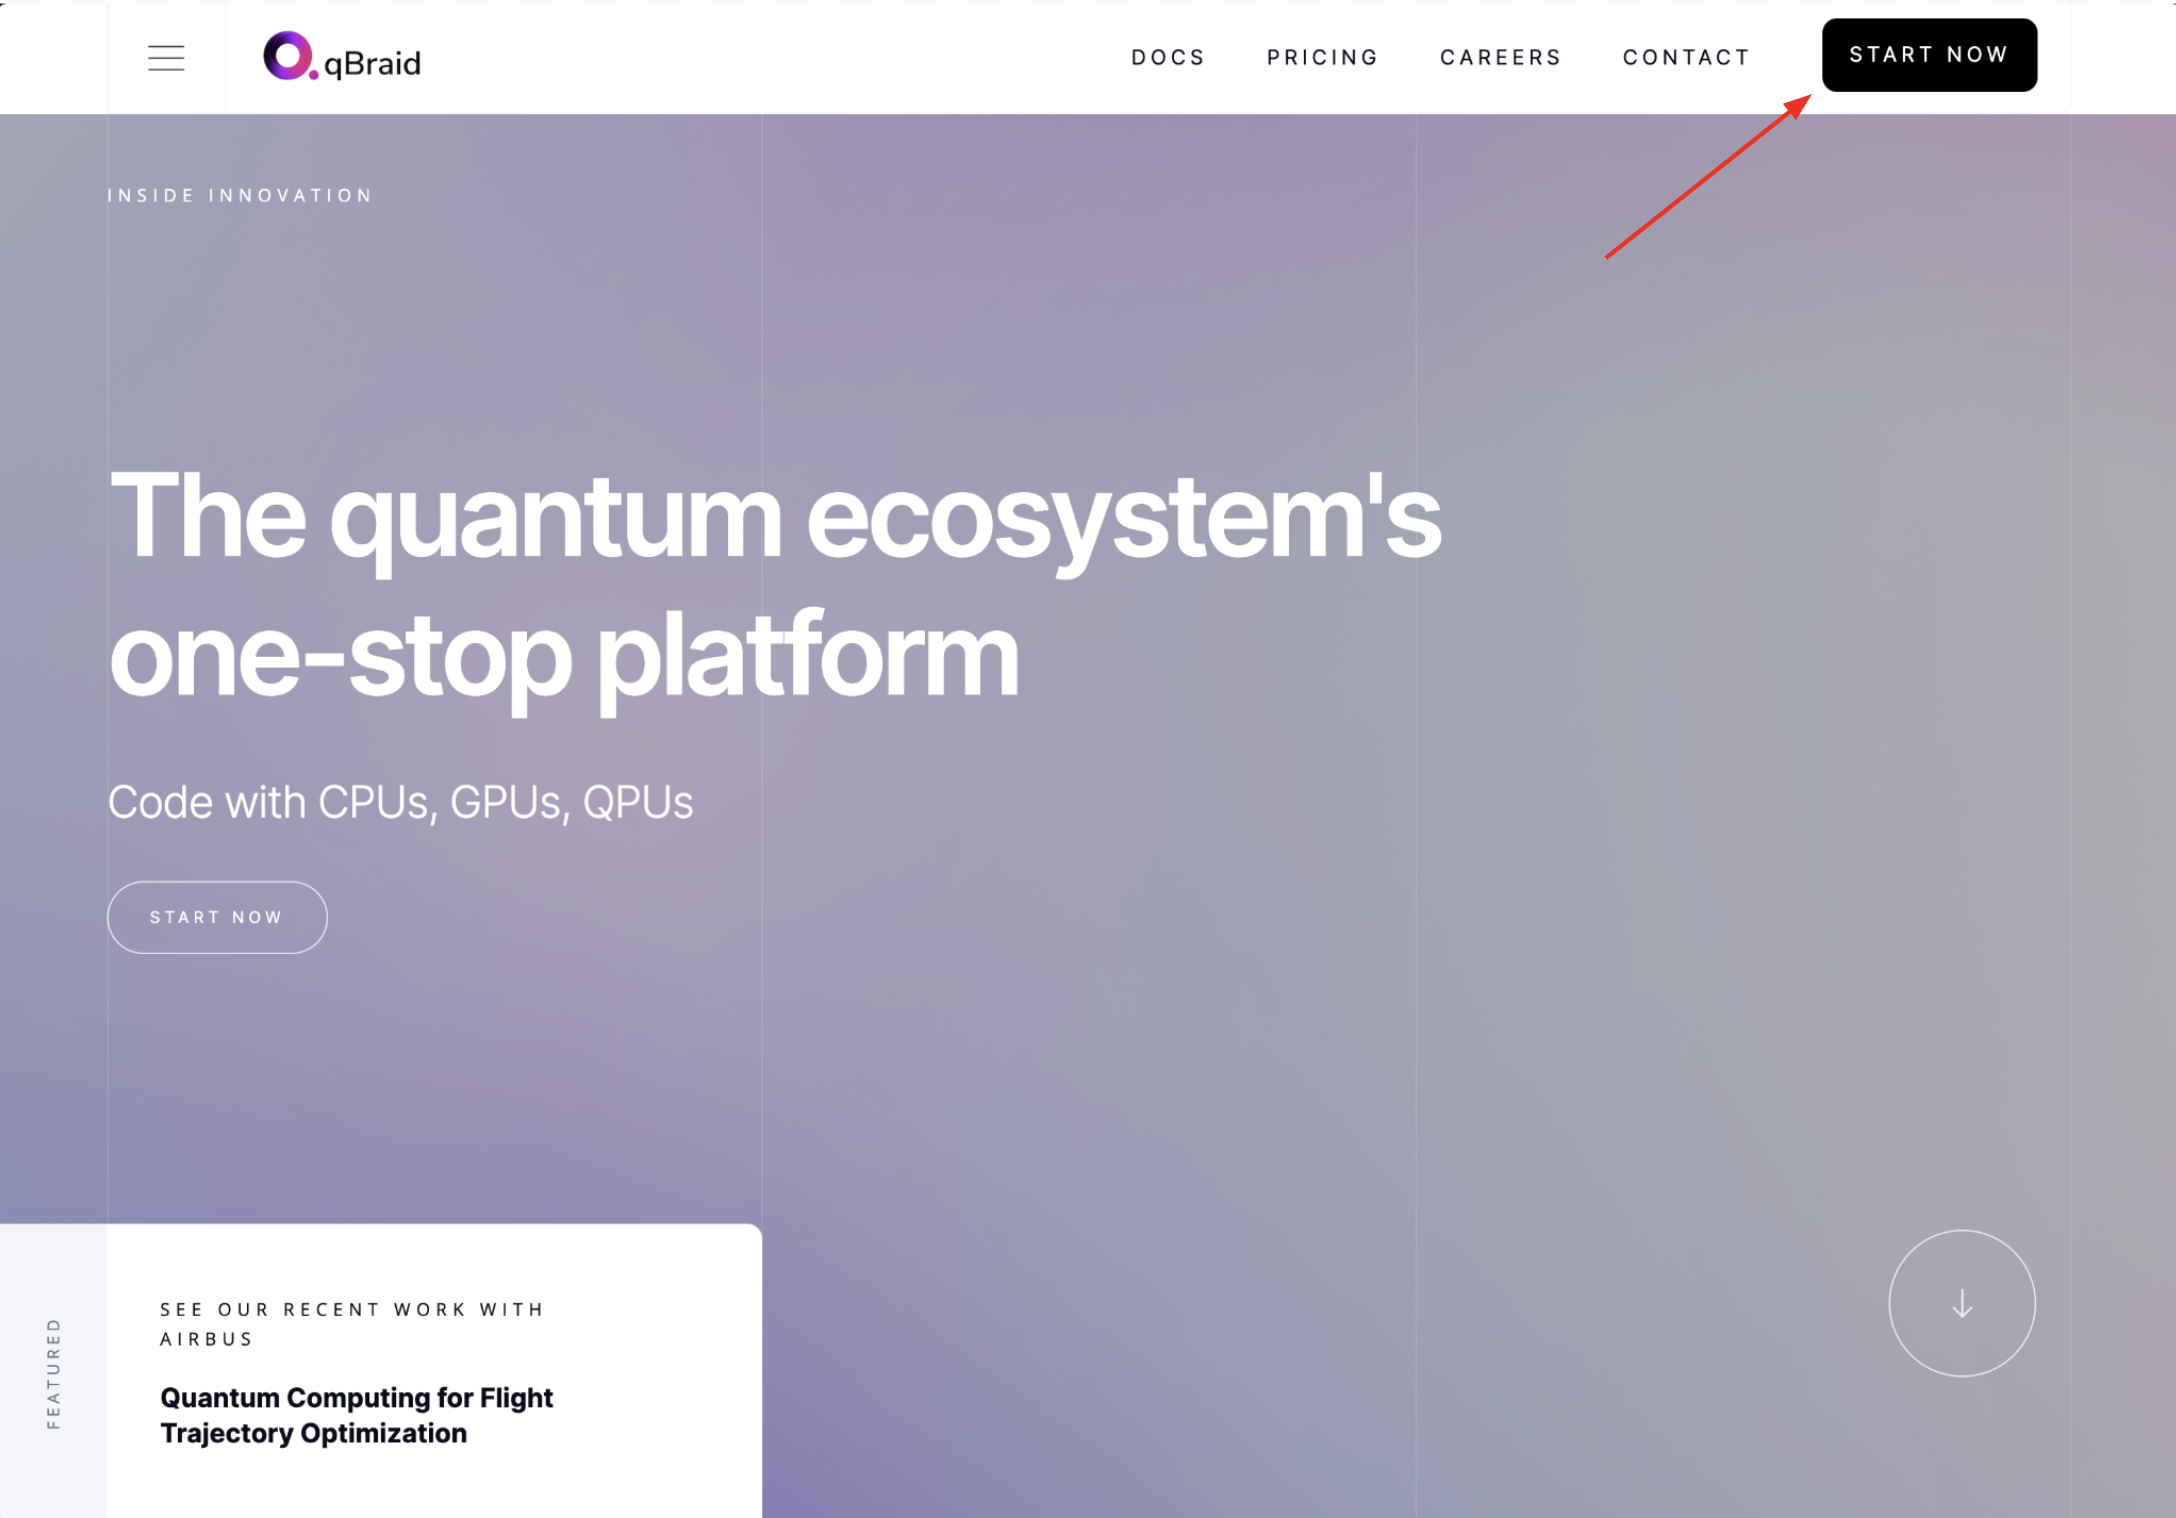 qBraid
DOCS PRICING CAREERS CONTACT START NOW
INSIDE INNOVATION
The quantum ecosystem's
one-stop platform
Code with CPUs, GPUs, QPUs
START NOW
FEATURED
SEE OUR RECENT WORK WITH
AIRBUS
Quantum Computing for Flight
Trajectory Optimization